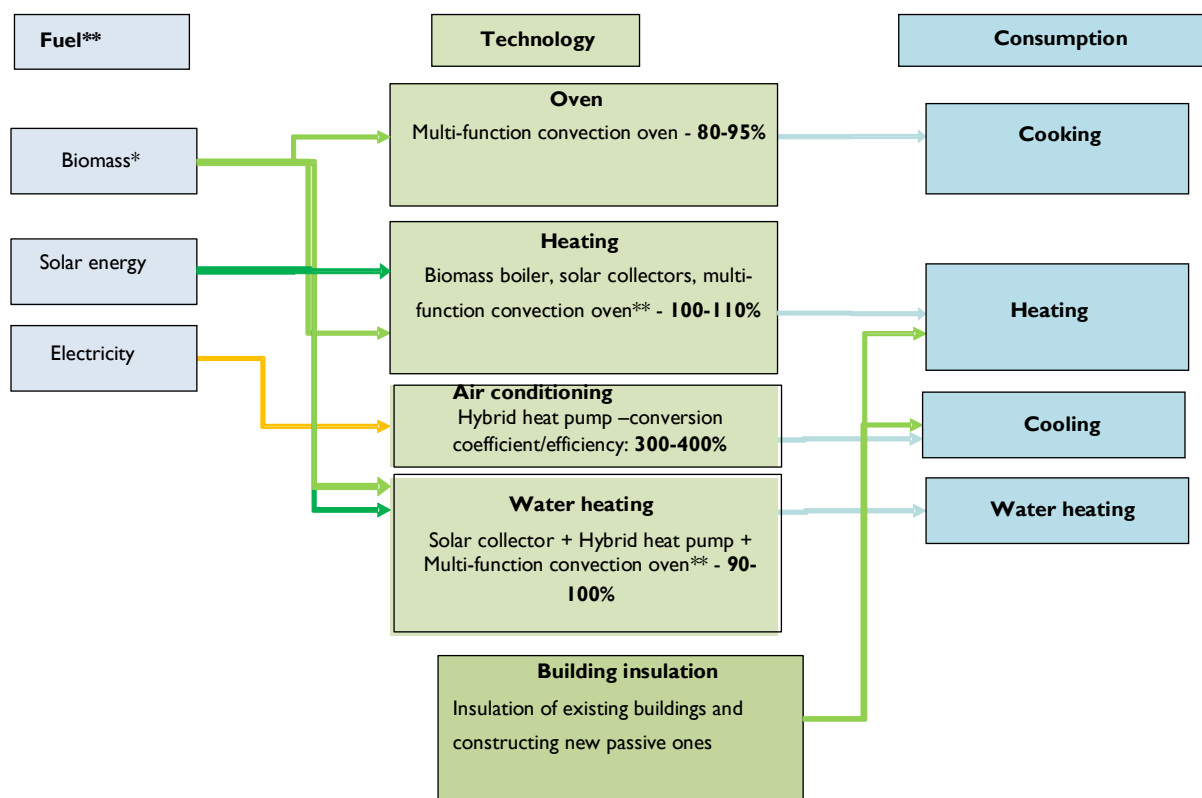 Fuel**
Technology
Consumption
Biomass*
Solar energy
Electricity
Oven
Multi-function convection oven - 80-95%
Heating
Biomass boiler, solar collectors, multi-
function convection oven** - 100-110%
Air conditioning
Hybrid heat pump –conversion
coefficient/efficiency: 300-400%
Water heating
Solar collector + Hybrid heat pump +
Multi-function convection oven** - 90-
100%
Building insulation
Insulation of existing buildings and
constructing new passive ones
Cooking
Heating
Cooling
Water heating